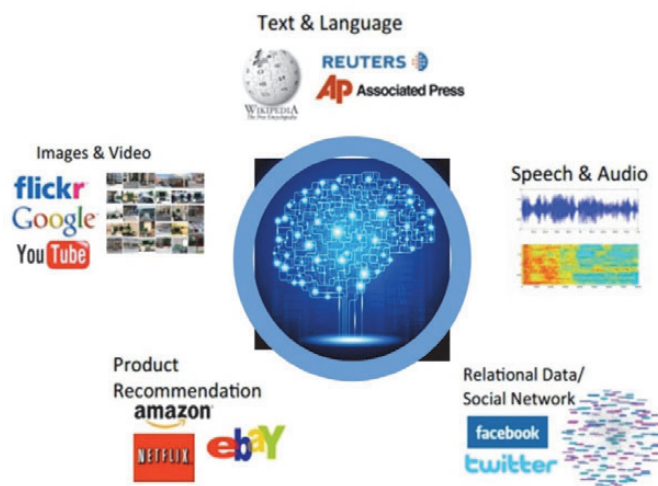 Text & Language
REUTERS
WIKIPEDIA
The Free Encyclopedia
AP Associated Press
Images & Video
flickr
Google
YouTube
Speech & Audio
Product
Recommendation
amazon
NETFLIX
ebaY
Relational Data/
Social Network
facebook
twitter